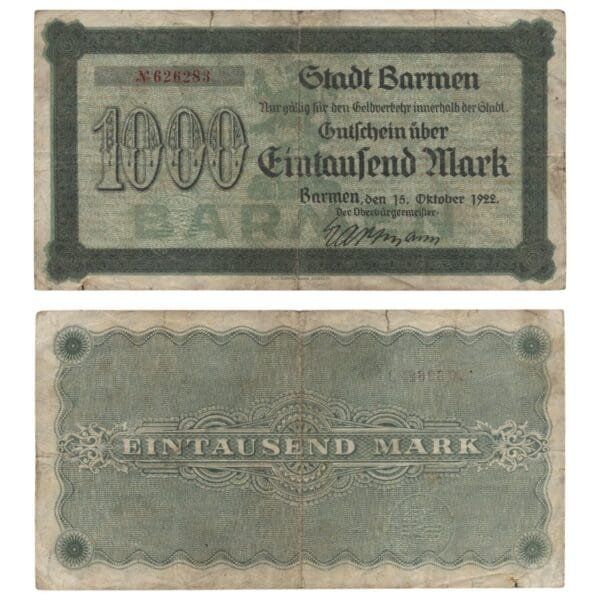 № 626283
1000
Stadt Barmen
Nur gültig für den Geldverkehr innerhalb der Stadt.
Gutschein über
Eintausend Mark
Barmen, den 15. Oktober 1922.
Der Oberbürgermeister
BARMEN
EINTAUSEND MARK